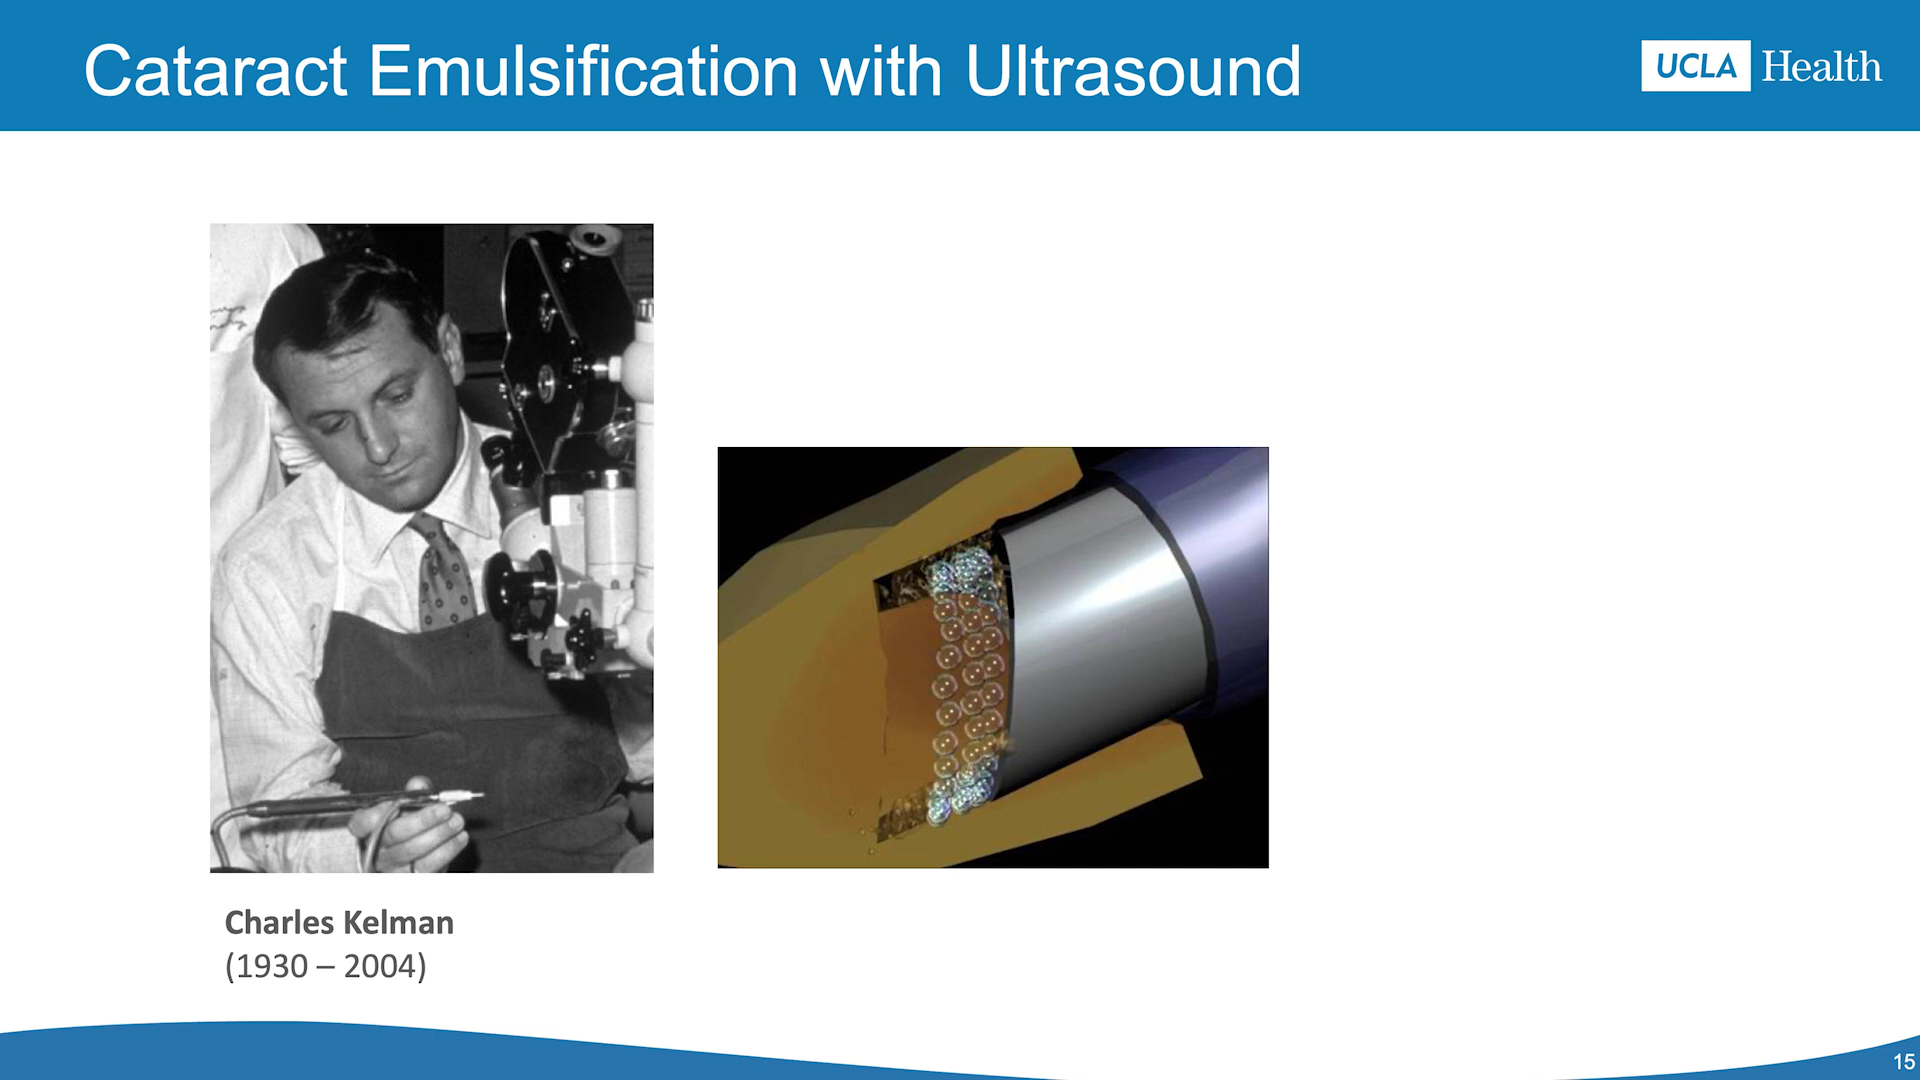 Cataract Emulsification with Ultrasound
UCLA Health
Charles Kelman
(1930 – 2004)
15